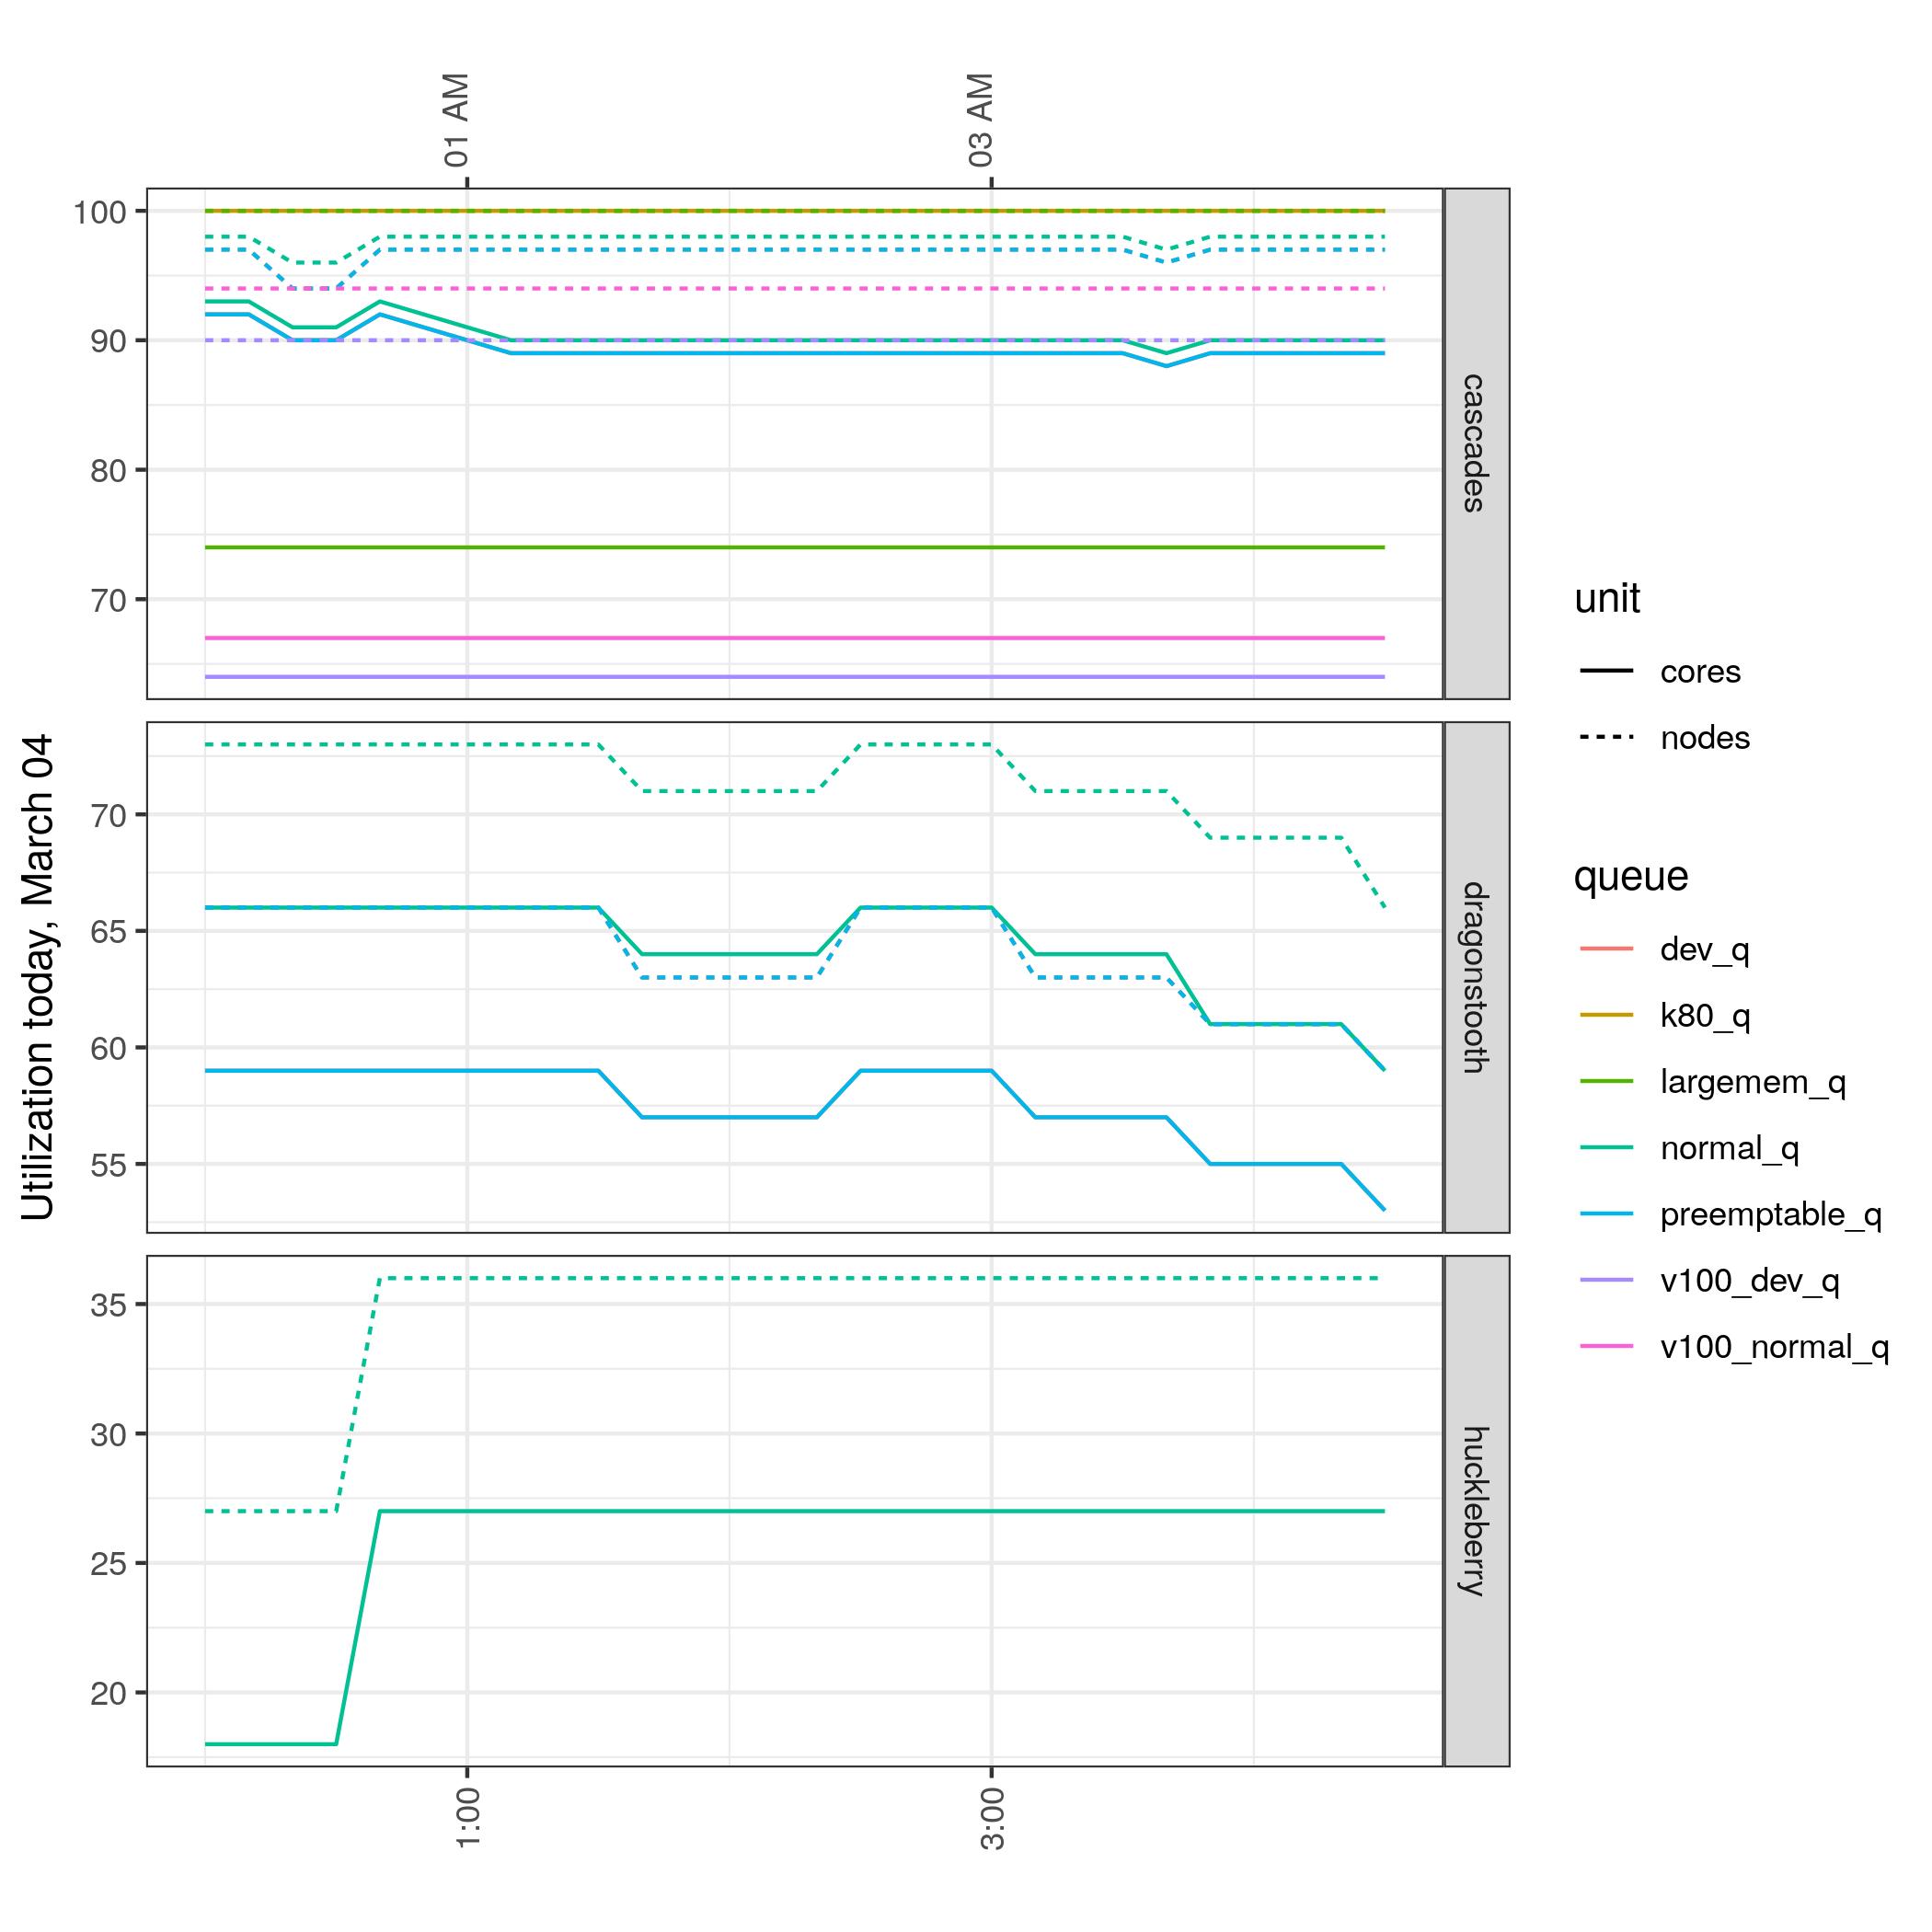 01 AM
03 AM
Utilization today, March 04
100
90
80
70
cascades
70
65
60
55
dragonstooth
35
30
25
20
huckleberry
1:00
3:00
unit
cores
nodes
queue
dev_q
k80_q
largemem_q
normal_q
preemptable_q
v100_dev_q
v100_normal_q